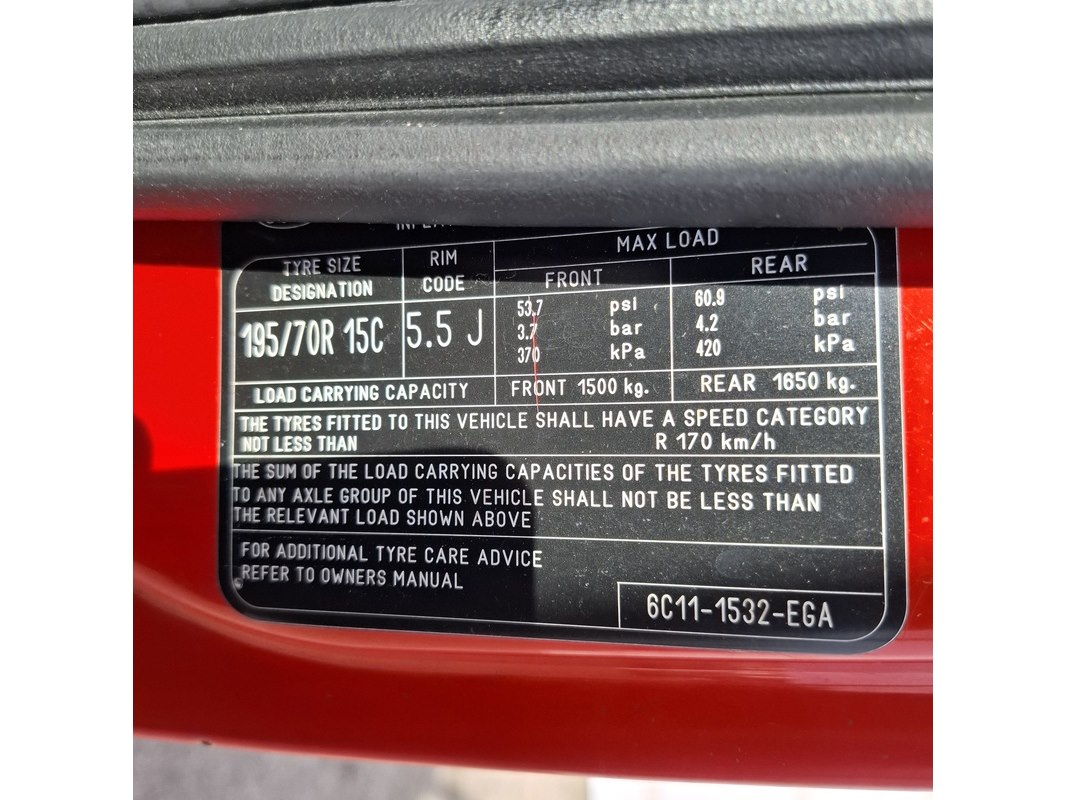 MAX LOAD
TYRE SIZE DESIGNATION
RIM CODE
FRONT
REAR
195/70R 15C
5.5 J
53.7 psi
3.7 bar
370 kPa
60.9 psi
4.2 bar
420 kPa
LOAD CARRYING CAPACITY FRONT 1500 kg. REAR 1650 kg.
THE TYRES FITTED TO THIS VEHICLE SHALL HAVE A SPEED CATEGORY
NOT LESS THAN R 170 km/h
THE SUM OF THE LOAD CARRYING CAPACITIES OF THE TYRES FITTED
TO ANY AXLE GROUP OF THIS VEHICLE SHALL NOT BE LESS THAN
THE RELEVANT LOAD SHOWN ABOVE
FOR ADDITIONAL TYRE CARE ADVICE
REFER TO OWNERS MANUAL
6C11-1532-EGA